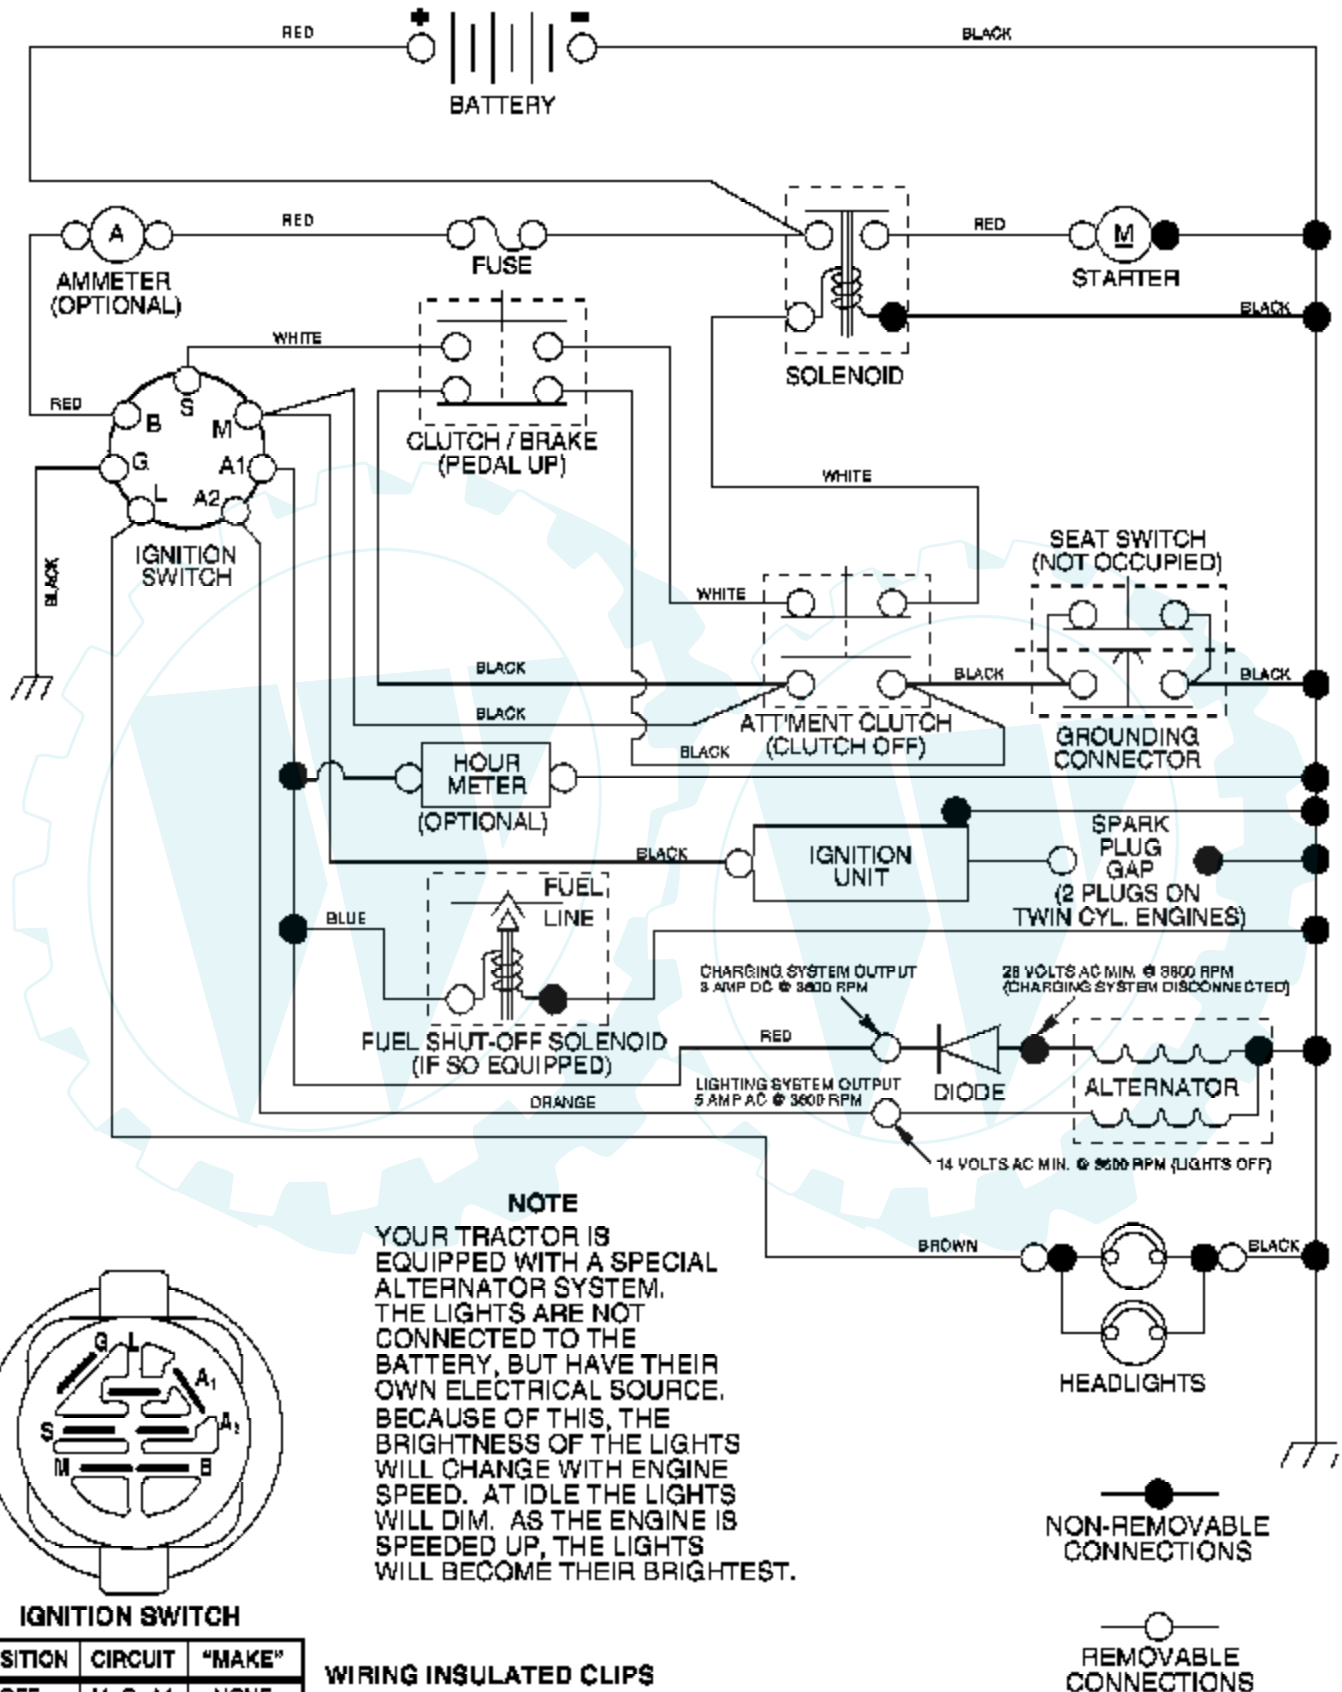 + -
RED
BLACK
BATTERY
A
RED
FUSE
RED
M
STARTER
AMMETER
(OPTIONAL)
BLACK
WHITE
SOLENOID
RED
B
S
M
G
A1
L
A2
CLUTCH / BRAKE
(PEDAL UP)
WHITE
IGNITION
SWITCH
BLACK
SEAT SWITCH
(NOT OCCUPIED)
WHITE
BLACK
BLACK
BLACK
BLACK
ATT'MENT CLUTCH
(CLUTCH OFF)
BLACK
GROUNDING
CONNECTOR
HOUR
METER
(OPTIONAL)
BLACK
IGNITION
UNIT
SPARK
PLUG
GAP
(2 PLUGS ON
TWIN CYL. ENGINES)
FUEL
LINE
BLUE
CHARGING SYSTEM OUTPUT
3 AMP DC @ 3600 RPM
28 VOLTS AC MIN. @ 3600 RPM
(CHARGING SYSTEM DISCONNECTED)
FUEL SHUT-OFF SOLENOID
(IF SO EQUIPPED)
RED
DIODE
ALTERNATOR
LIGHTING SYSTEM OUTPUT
5 AMP AC @ 3600 RPM
ORANGE
14 VOLTS AC MIN. @ 3600 RPM (LIGHTS OFF)
NOTE
YOUR TRACTOR IS
EQUIPPED WITH A SPECIAL
ALTERNATOR SYSTEM.
THE LIGHTS ARE NOT
CONNECTED TO THE
BATTERY, BUT HAVE THEIR
OWN ELECTRICAL SOURCE.
BECAUSE OF THIS, THE
BRIGHTNESS OF THE LIGHTS
WILL CHANGE WITH ENGINE
SPEED. AT IDLE THE LIGHTS
WILL DIM. AS THE ENGINE IS
SPEEDED UP, THE LIGHTS
WILL BECOME THEIR BRIGHTEST.
BROWN
BLACK
HEADLIGHTS
G
L
A1
S
A2
M
B
IGNITION SWITCH
NON-REMOVABLE
CONNECTIONS
REMOVABLE
CONNECTIONS
SITION CIRCUIT "MAKE"
WIRING INSULATED CLIPS